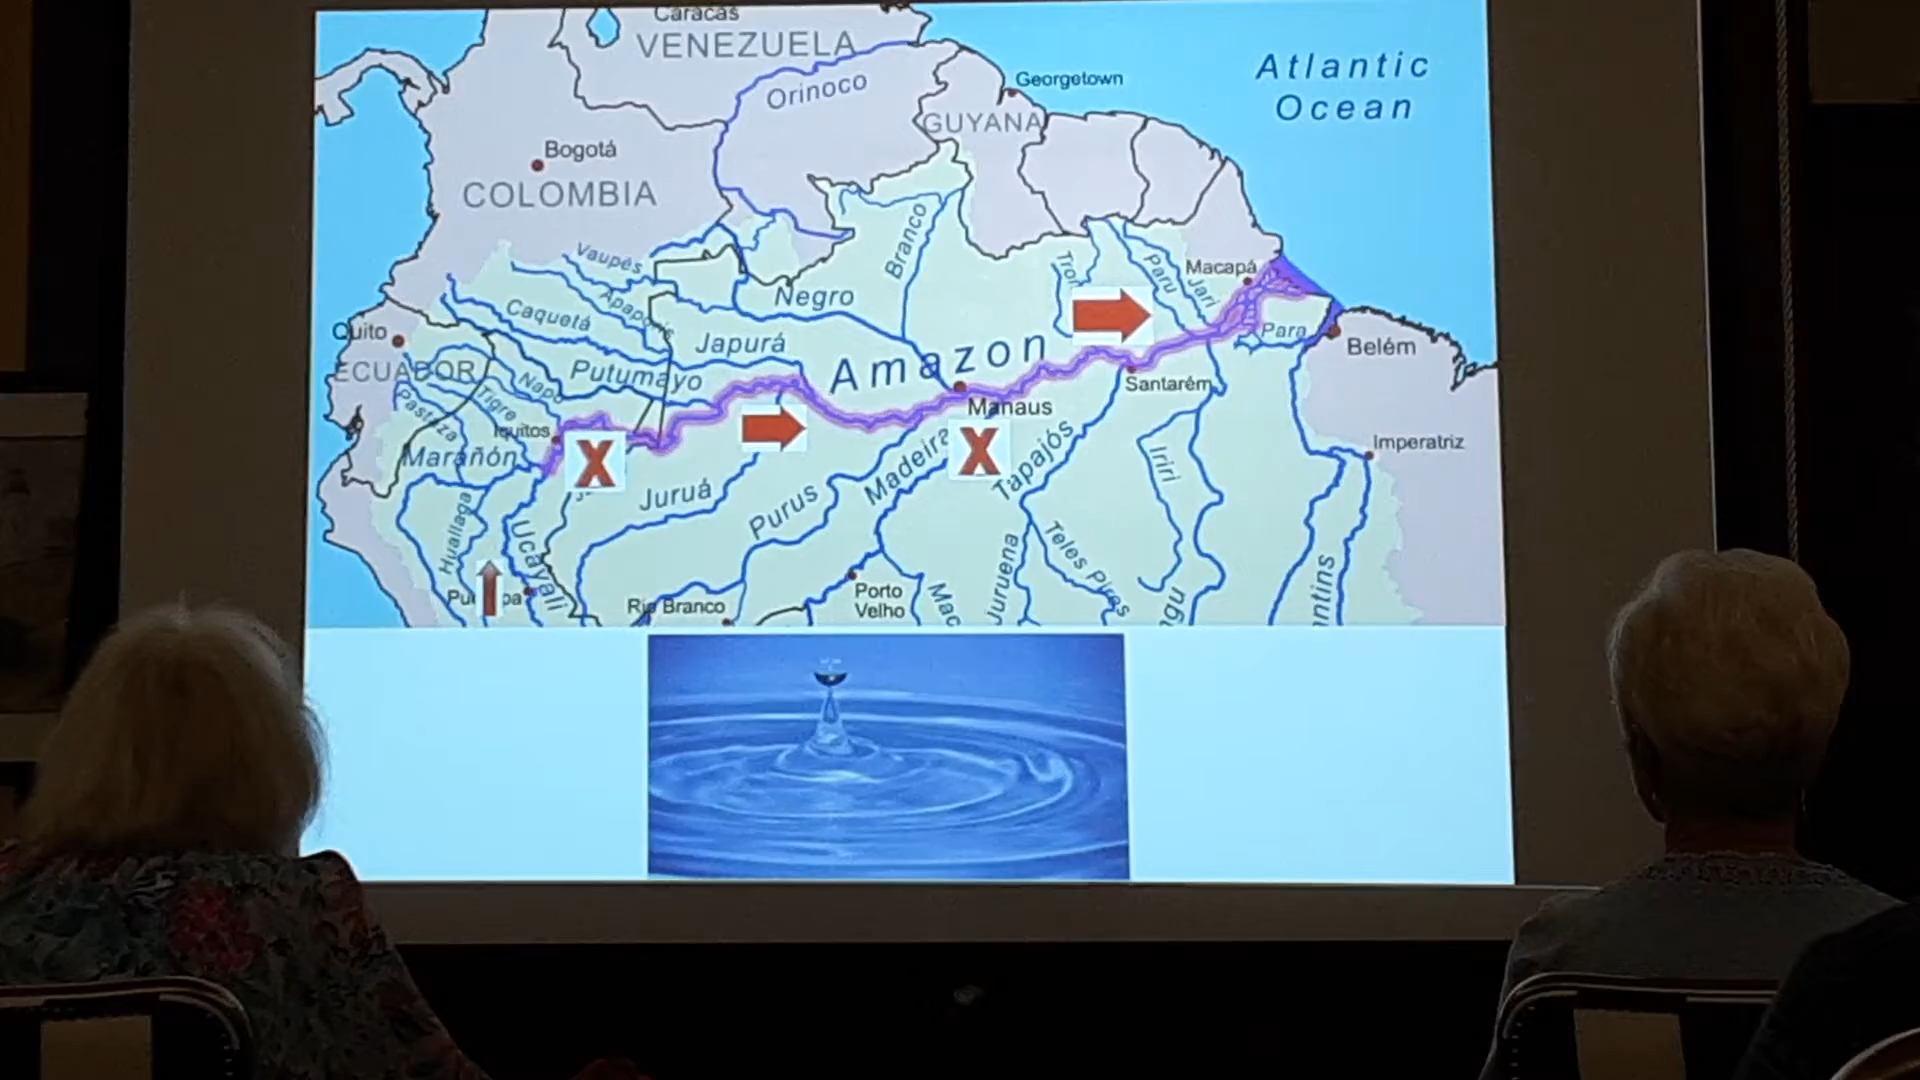 Caracas
VENEZUELA
Orinoco
Atlantic
Ocean
Georgetown
GUYANA
Bogotá
COLOMBIA
Branco
Vaupés
Negro
Paru
Jari
Macapá
Apaporis
Caquetá
Quito
Japurá
Amazon
Para
Belém
ECUADOR
Putumayo
Napo
Tigre
Pastaza
Santarém
Manaus
Iquitos
X
X
Marañón
Madeira
Tapajós
Iriri
Imperatriz
Juruá
Purus
Huallaga
Ucayali
Juruena
Teles Pires
Rio Branco
Porto
Velho